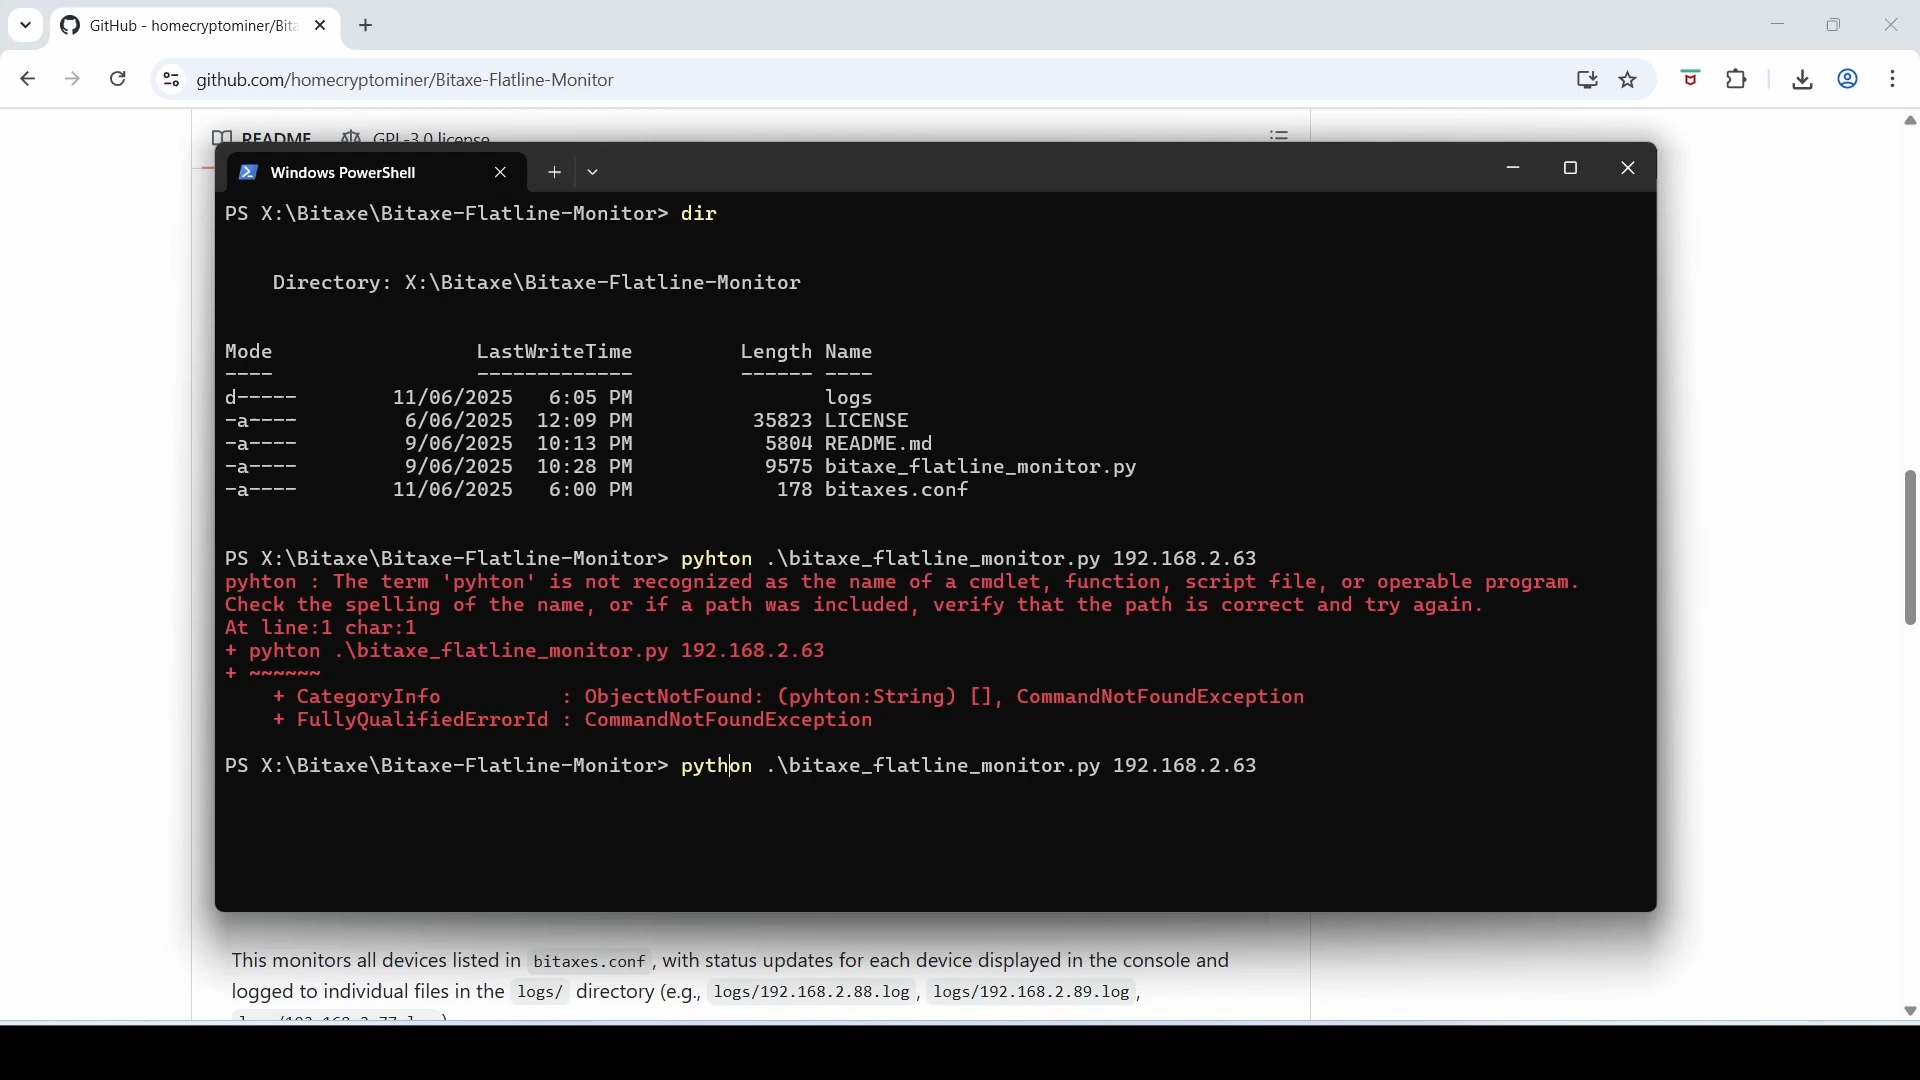 GitHub - homecryptominer/Bita
github.com/homecryptominer/Bitaxe-Flatline-Monitor
README GPL-3.0 license
Windows PowerShell
PS X:\Bitaxe\Bitaxe-Flatline-Monitor> dir
Directory: X:\Bitaxe\Bitaxe-Flatline-Monitor
Mode LastWriteTime Length Name
---- ------------- ------ ----
d----- 11/06/2025 6:05 PM logs
-a---- 6/06/2025 12:09 PM 35823 LICENSE
-a---- 9/06/2025 10:13 PM 5804 README.md
-a---- 9/06/2025 10:28 PM 9575 bitaxe_flatline_monitor.py
-a---- 11/06/2025 6:00 PM 178 bitaxes.conf
PS X:\Bitaxe\Bitaxe-Flatline-Monitor> pyhton .\bitaxe_flatline_monitor.py 192.168.2.63
pyhton : The term 'pyhton' is not recognized as the name of a cmdlet, function, script file, or operable program.
Check the spelling of the name, or if a path was included, verify that the path is correct and try again.
At line:1 char:1
+ pyhton .\bitaxe_flatline_monitor.py 192.168.2.63
+ ~~~~~~
+ CategoryInfo : ObjectNotFound: (pyhton:String) [], CommandNotFoundException
+ FullyQualifiedErrorId : CommandNotFoundException
PS X:\Bitaxe\Bitaxe-Flatline-Monitor> python .\bitaxe_flatline_monitor.py 192.168.2.63
This monitors all devices listed in bitaxes.conf, with status updates for each device displayed in the console and
logged to individual files in the logs/ directory (e.g., logs/192.168.2.88.log, logs/192.168.2.89.log,